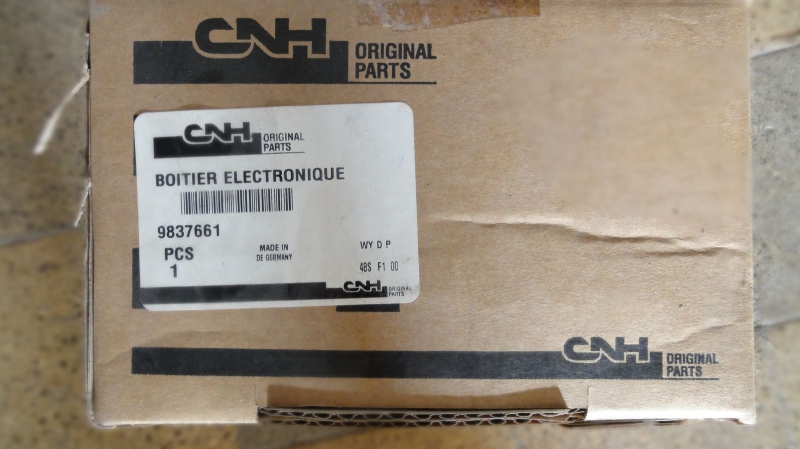 CNH
ORIGINAL
PARTS
CNH
ORIGINAL
PARTS
BOITIER ELECTRONIQUE
9837661
PCS
1
MADE IN
DE GERMANY
WY D P
48S F1 00
CNH
ORIGINAL
PARTS
CNH
ORIGINAL
PARTS